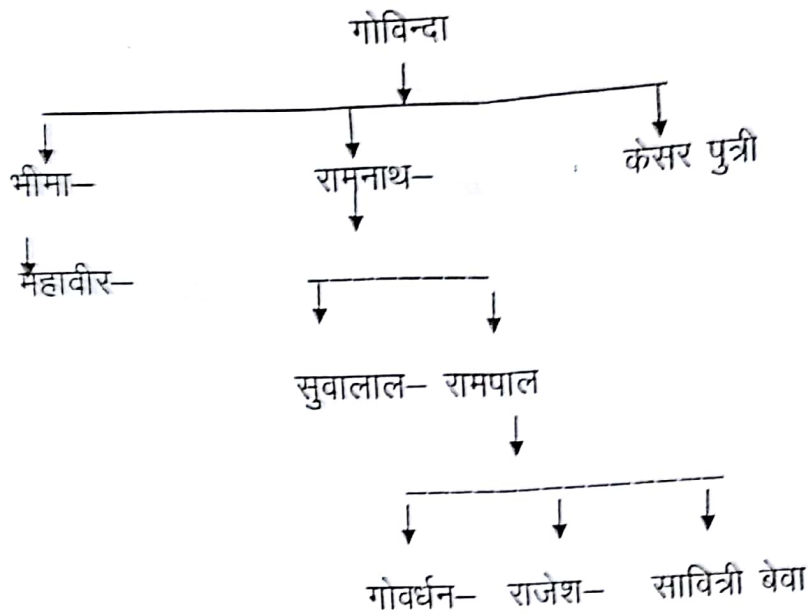 गोविन्दा
भीमा– रामनाथ– केसर पुत्री
महावीर–
सुवालाल– रामपाल
गोवर्धन– राजेश– सावित्री बेवा